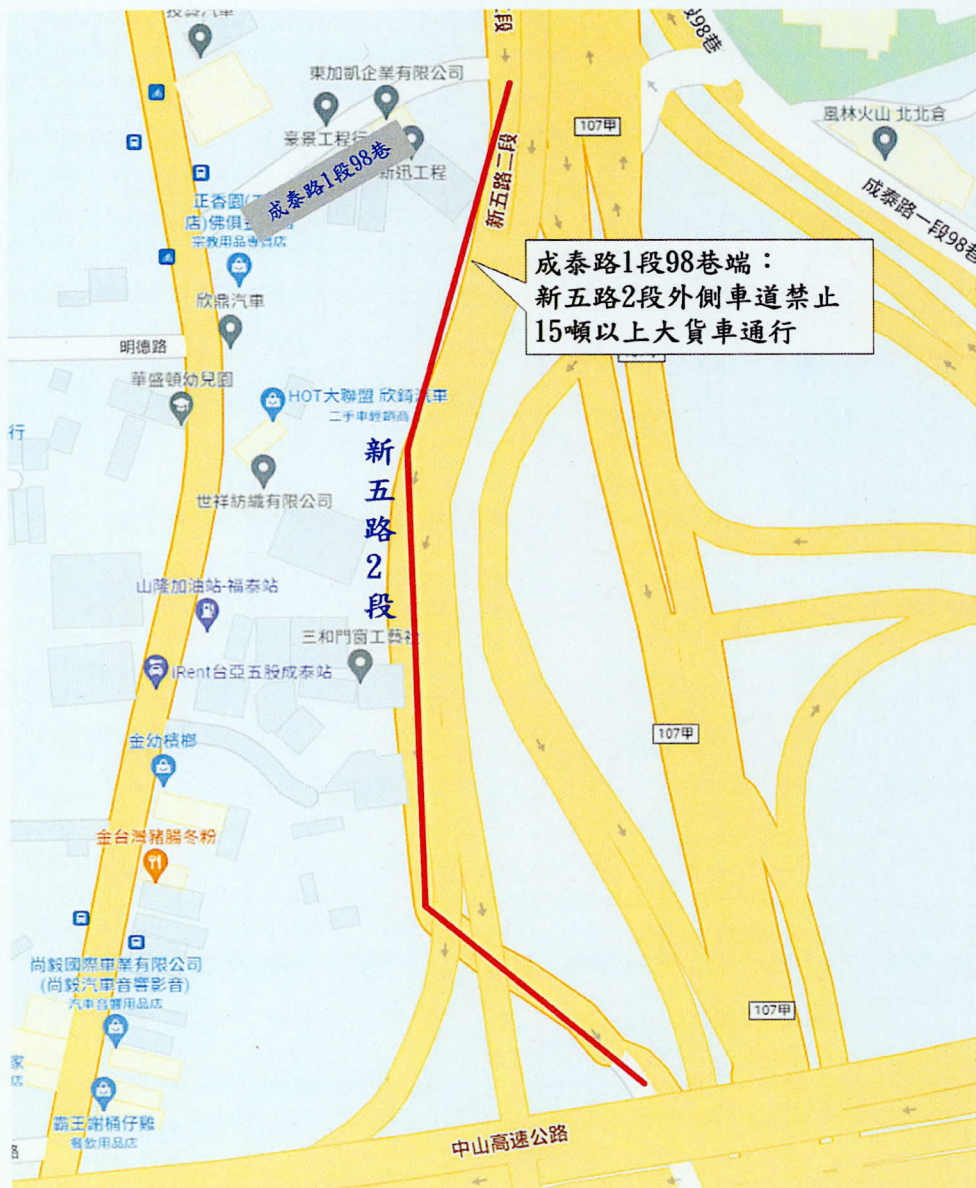 東加凱企業有限公司
豪景工程行
新迅工程
成泰路1段98巷
107甲
風林火山 北北倉
成泰路一段98巷
新五路二段
宗教用品專賣店
欣鼎汽車
成泰路1段98巷端：
新五路2段外側車道禁止
15噸以上大貨車通行
明德路
華盛頓幼兒園
HOT大聯盟 欣錡汽車
二手車經銷商
行
新五路2段
世祥紡織有限公司
山隆加油站-福泰站
三和門窗工藝社
iRent台亞五股成泰站
107甲
金幼檳榔
金台灣豬腸冬粉
尚毅國際車業有限公司
(尚毅汽車音響影音)
汽車音響用品店
107甲
家
店
霸王謝桶仔雞
餐飲用品店
中山高速公路
路